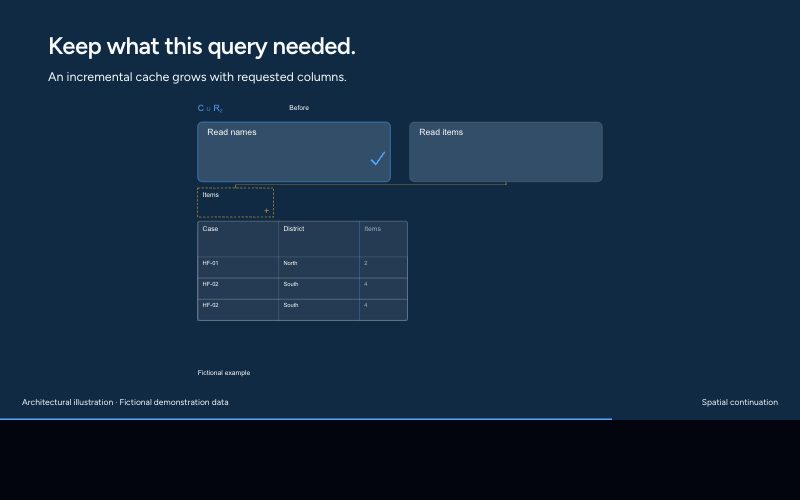 Keep what this query needed.
An incremental cache grows with requested columns.
C ∪ Rₖ Before
Read names Read items
Items
+
Case District Items
HF-01 North 2
HF-02 South 4
HF-02 South 4
Fictional example
Architectural illustration · Fictional demonstration data Spatial continuation